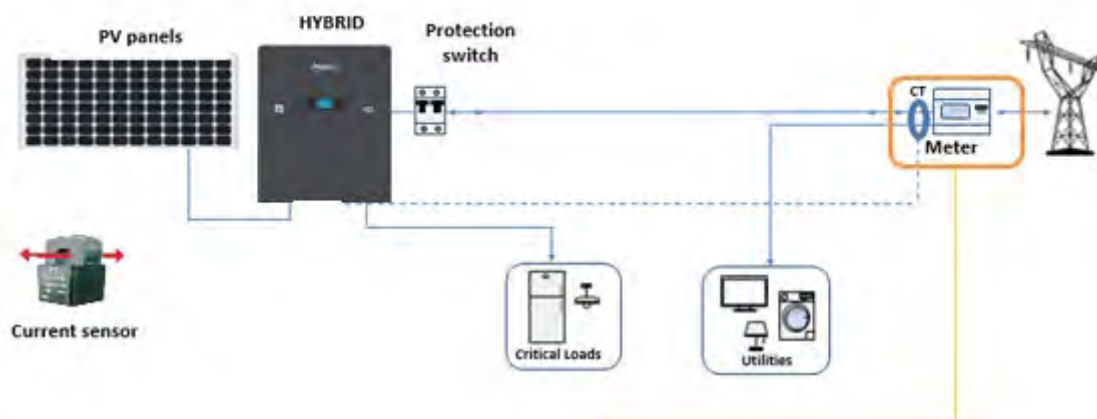 HYBRID
PV panels
Protection
switch
CT
Meter
Current sensor
Critical Loads
Utilities